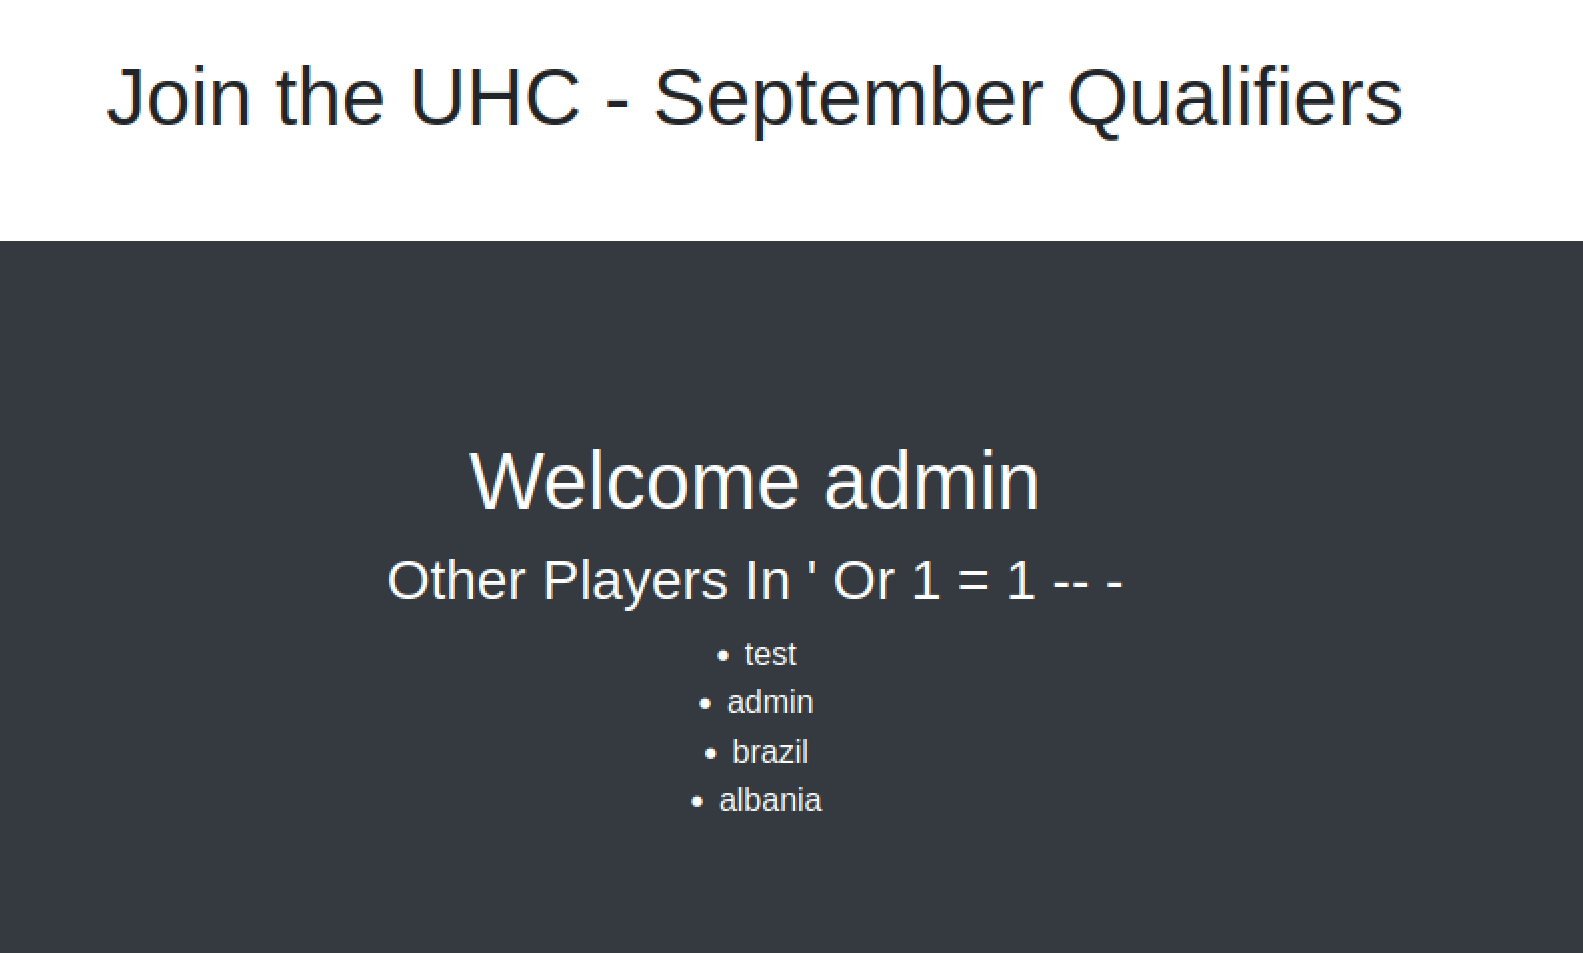 Join the UHC - September Qualifiers
Welcome admin
Other Players In ' Or 1 = 1 -- -
test
admin
brazil
albania